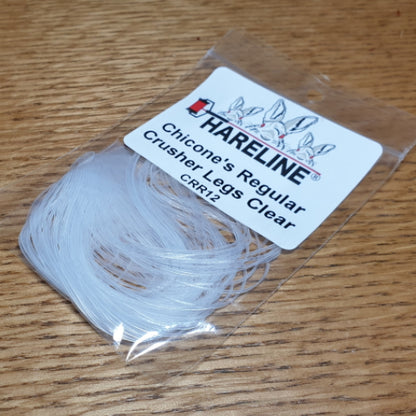 HARELINE®
Chicone's Regular
Crusher Legs Clear
CRR12